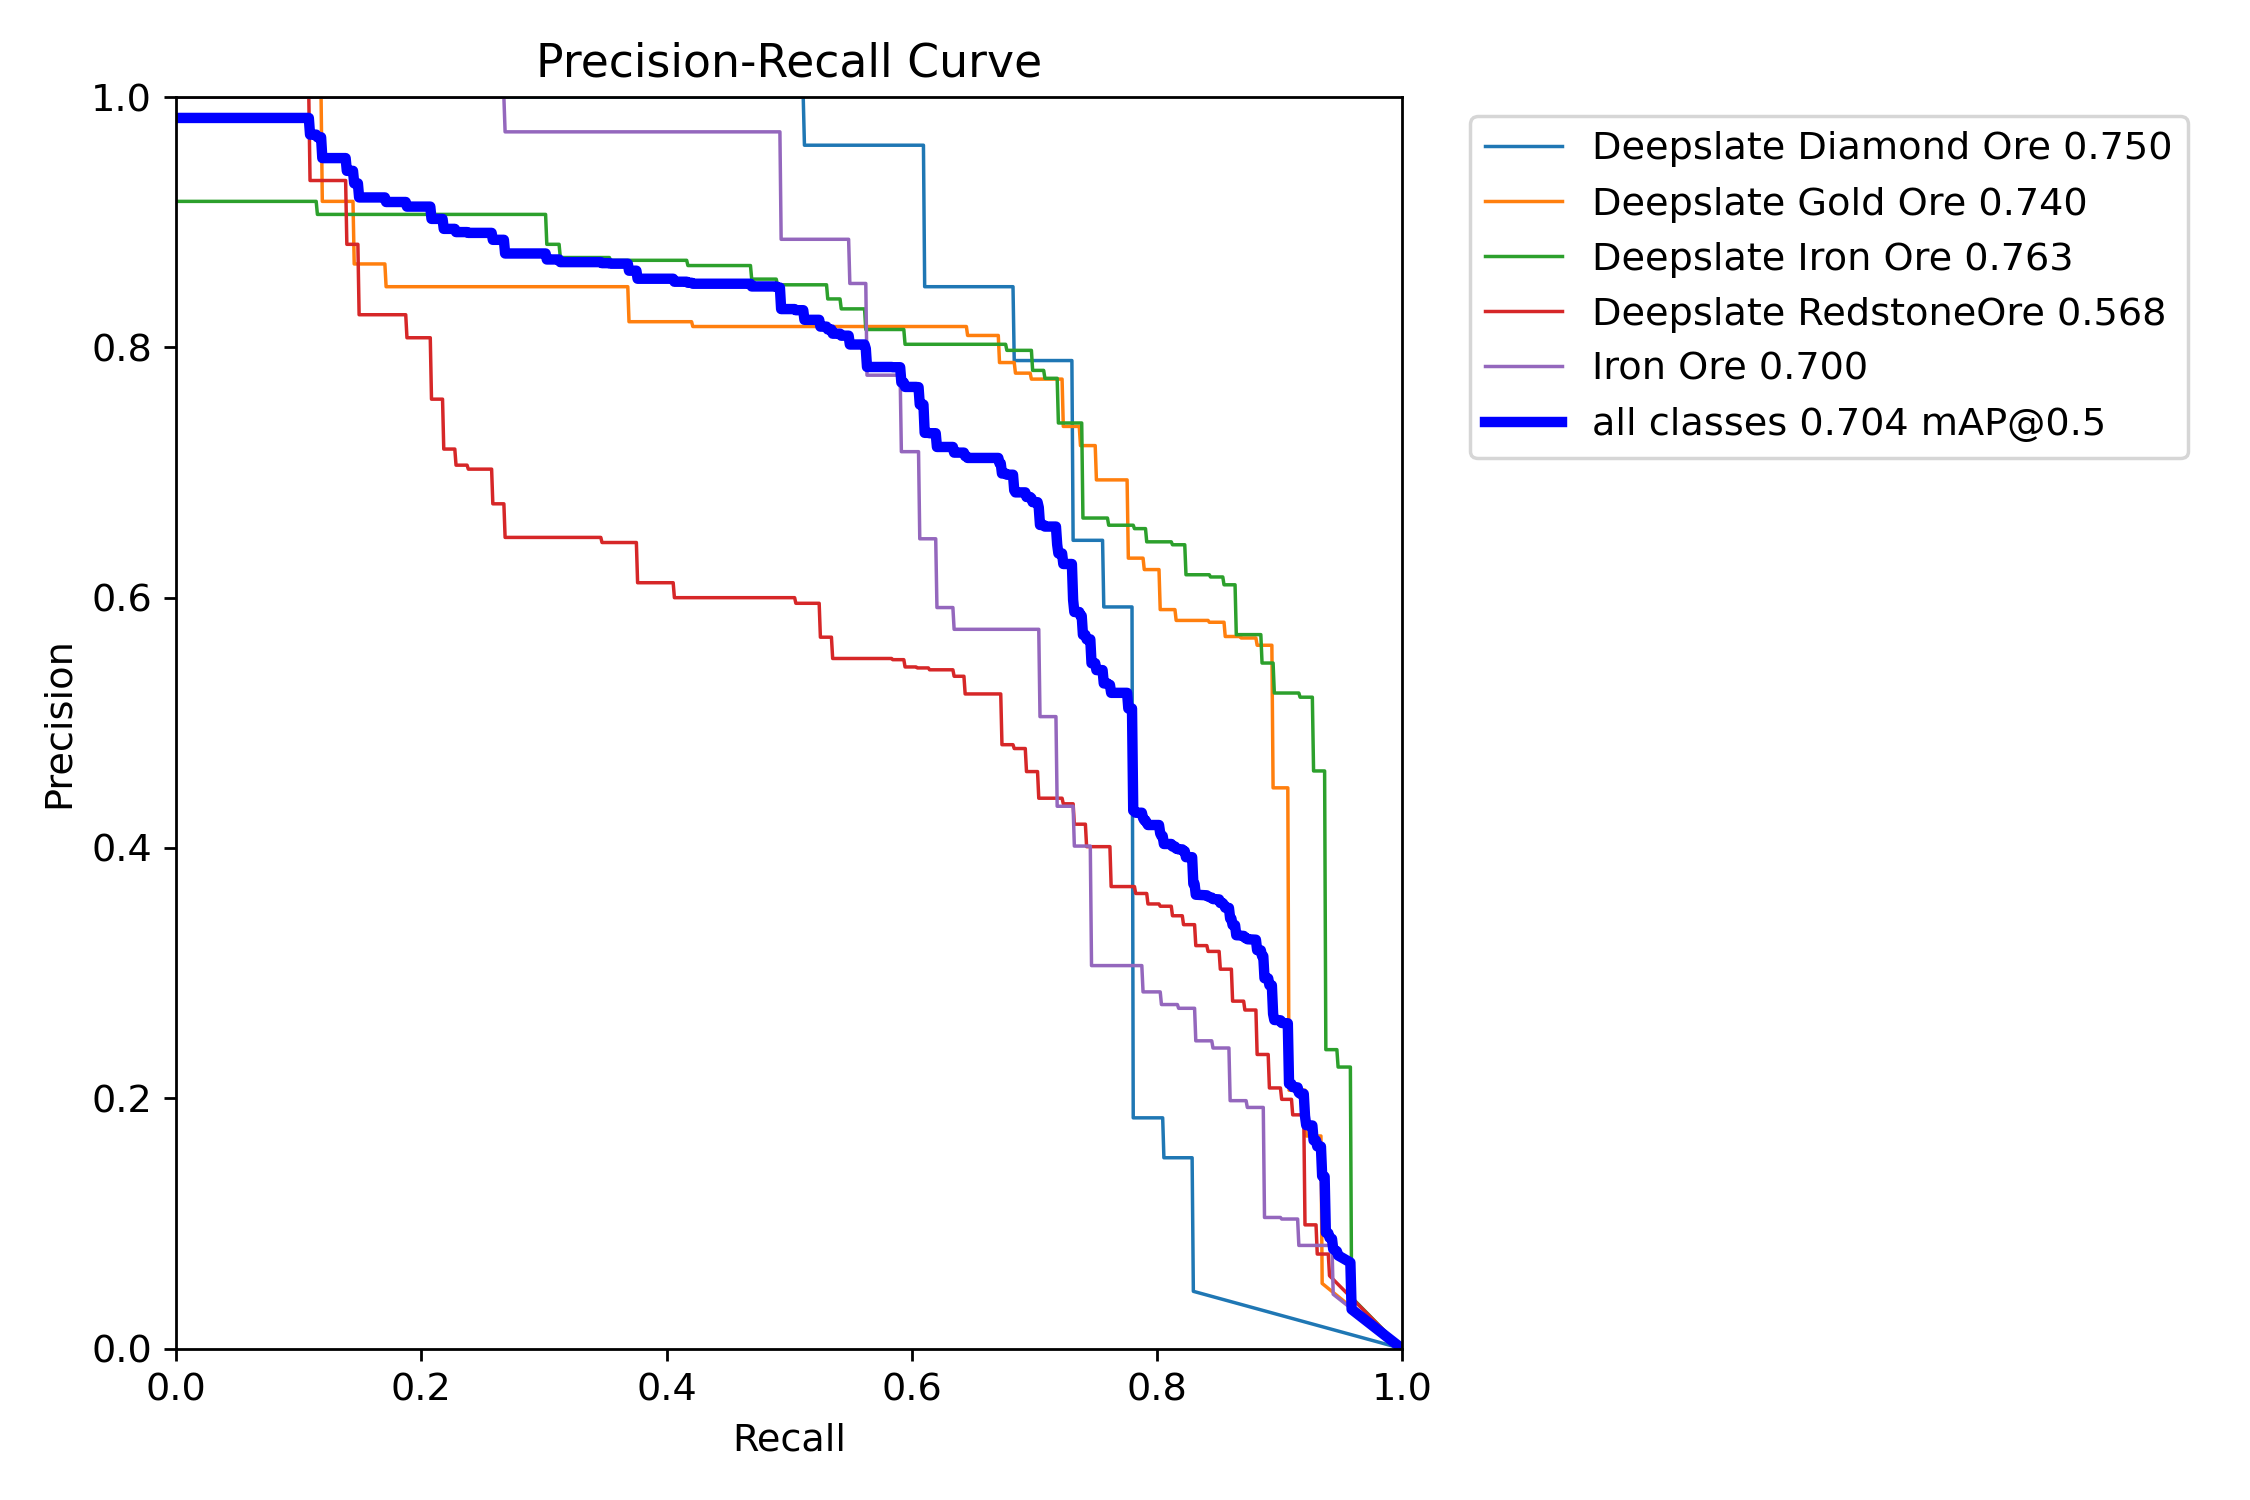 Precision-Recall Curve
1.0
0.8
0.6
0.4
0.2
0.0
Precision
0.0 0.2 0.4 0.6 0.8 1.0
Recall
Deepslate Diamond Ore 0.750
Deepslate Gold Ore 0.740
Deepslate Iron Ore 0.763
Deepslate RedstoneOre 0.568
Iron Ore 0.700
all classes 0.704 mAP@0.5